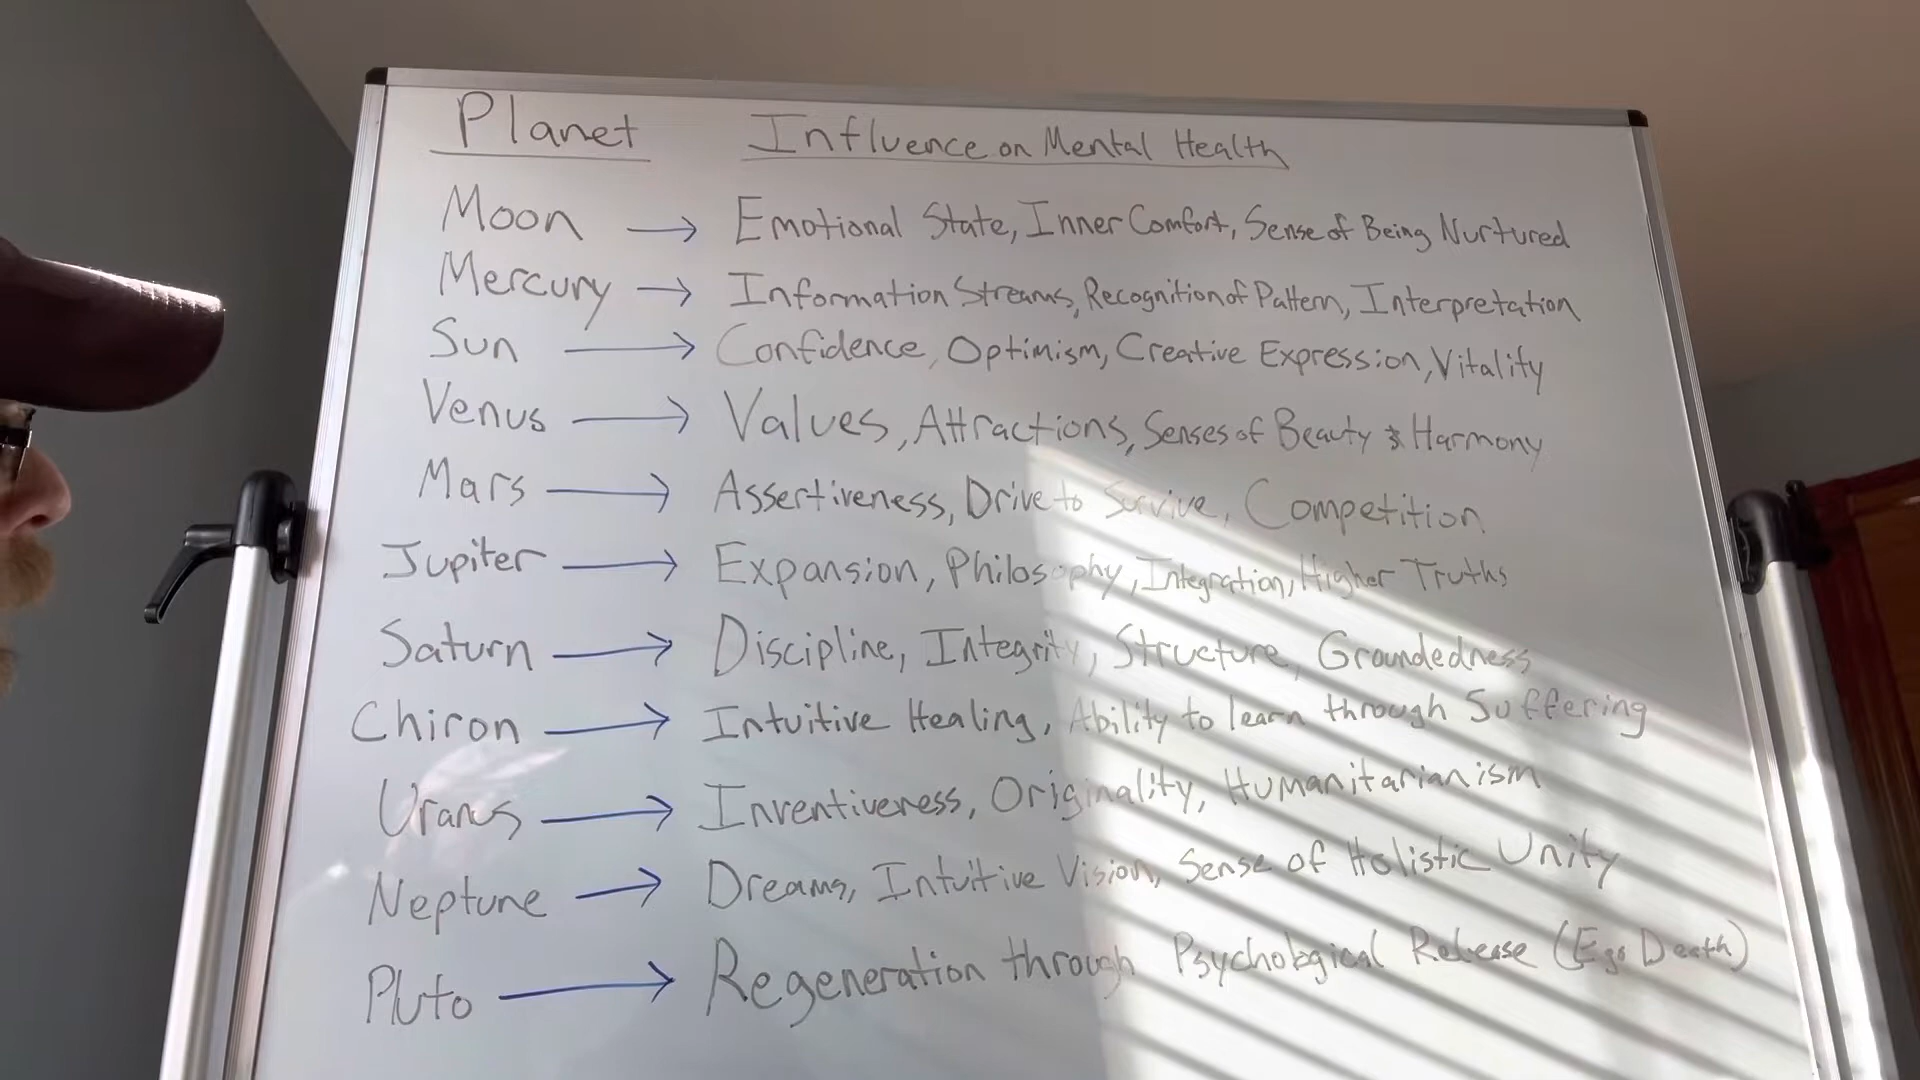 Planet Influence on Mental Health
Moon → Emotional State, Inner Comfort, Sense of Being Nurtured
Mercury → Information Streams, Recognition of Pattern, Interpretation
Sun → Confidence, Optimism, Creative Expression, Vitality
Venus → Values, Attractions, Senses of Beauty & Harmony
Mars → Assertiveness, Drive to Survive, Competition
Jupiter → Expansion, Philosophy, Integration, Higher Truths
Saturn → Discipline, Integrity, Structure, Groundedness
Chiron → Intuitive Healing, Ability to learn through Suffering
Uranus → Inventiveness, Originality, Humanitarianism
Neptune → Dreams, Intuitive Vision, Sense of Holistic Unity
Pluto → Regeneration through Psychological Release (Ego Death)